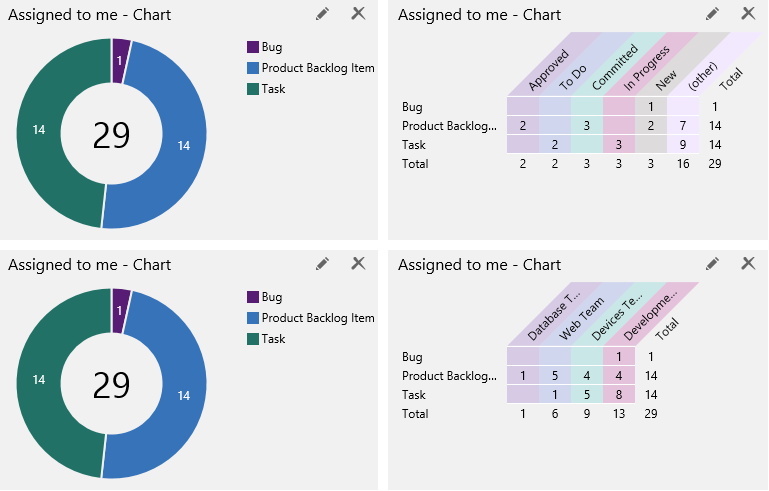 Assigned to me - Chart
Bug
Product Backlog Item
Task
1
14
14
29
Assigned to me - Chart
Approved To Do Committed In Progress New (other) Total
Bug 1 1
Product Backlog... 2 3 2 7 14
Task 2 3 9 14
Total 2 2 3 3 3 16 29
Assigned to me - Chart
Bug
Product Backlog Item
Task
1
14
14
29
Assigned to me - Chart
Database T... Web Team Devices Te... Developme... Total
Bug 1 1
Product Backlog... 1 5 4 4 14
Task 1 5 8 14
Total 1 6 9 13 29